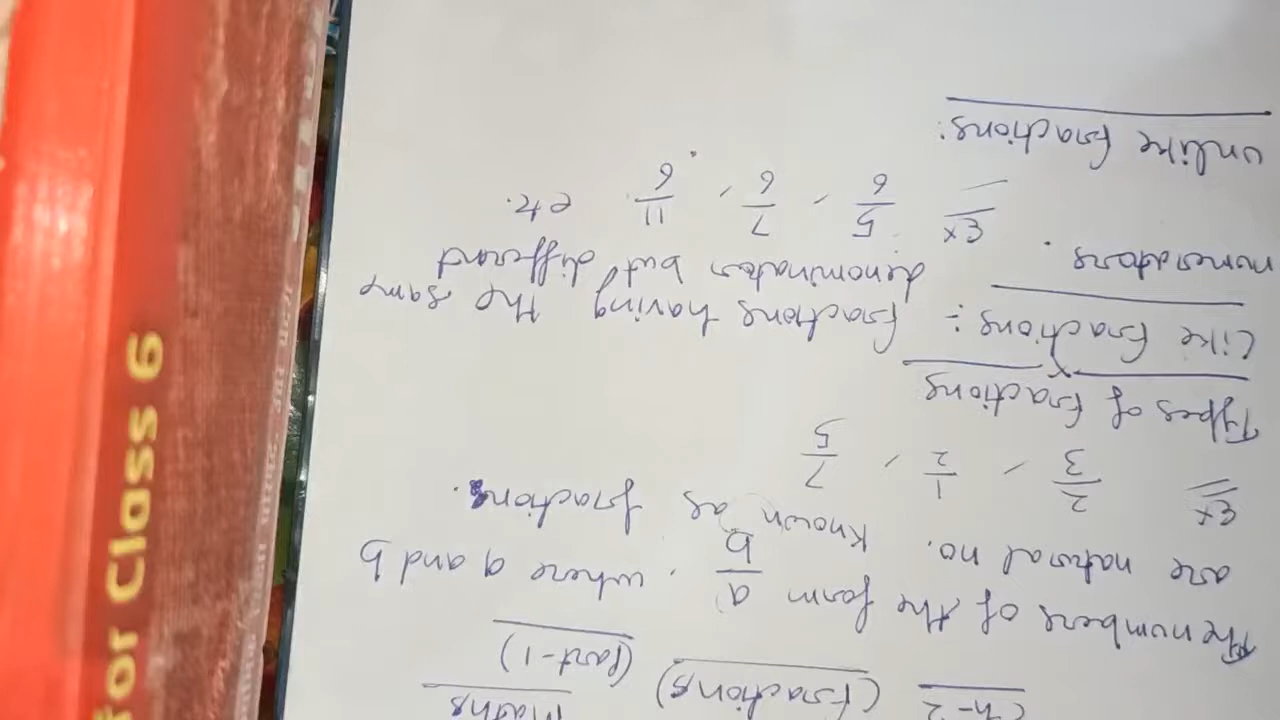 Maths
Ch-2 (Fractions) (Part-1)
The numbers of the form a/b, where a and b
are natural no. known as fractions.
Ex 2/3, 1/2, 7/5
Types of Fractions
Like Fractions:- Fractions having the same
denominator but different
numerators.
Ex 5/6, 7/6, 11/6 etc.
Unlike Fractions:
For Class 6